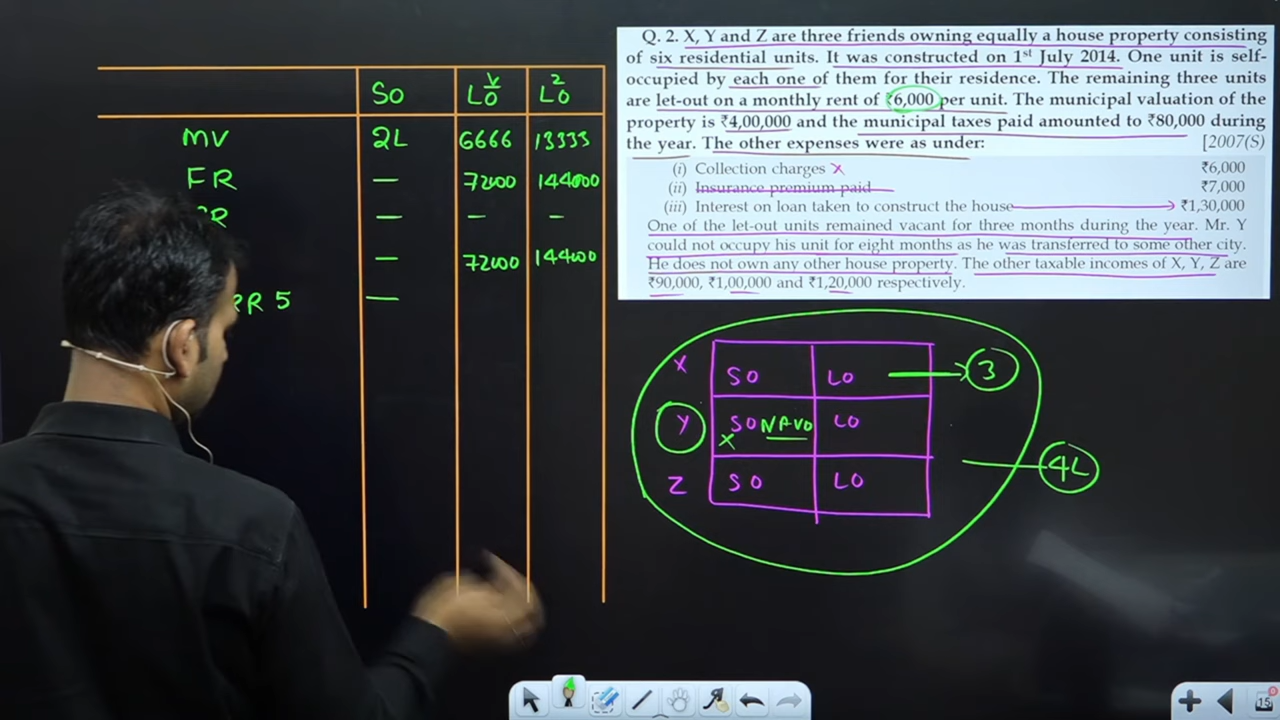 SO LO V LO 2
MV 2L 6666 13333
FR — 72000 144000
R — - -
— 72000 144000
RR 5 —
Q. 2. X, Y and Z are three friends owning equally a house property consisting
of six residential units. It was constructed on 1st July 2014. One unit is self-
occupied by each one of them for their residence. The remaining three units
are let-out on a monthly rent of ₹6,000 per unit. The municipal valuation of the
property is ₹4,00,000 and the municipal taxes paid amounted to ₹80,000 during
the year. The other expenses were as under: [2007(S)
(i) Collection charges X ₹6,000
(ii) Insurance premium paid ₹7,000
(iii) Interest on loan taken to construct the house ₹1,30,000
One of the let-out units remained vacant for three months during the year. Mr. Y
could not occupy his unit for eight months as he was transferred to some other city.
He does not own any other house property. The other taxable incomes of X, Y, Z are
₹90,000, ₹1,00,000 and ₹1,20,000 respectively.
X SO LO 3
Y SO NAVO LO
X
4L
Z SO LO
15